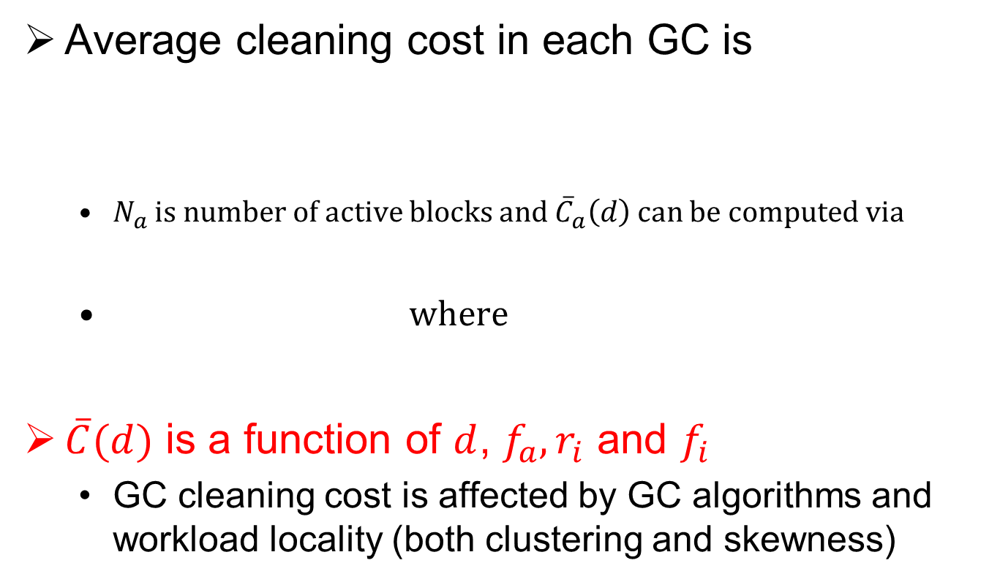 ➢ Average cleaning cost in each GC is
• N_a is number of active blocks and C̄_a(d) can be computed via
• where
➢ C̄(d) is a function of d, f_a, r_i and f_i
• GC cleaning cost is affected by GC algorithms and
workload locality (both clustering and skewness)